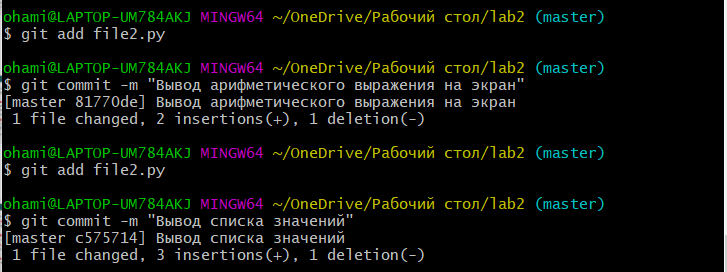 ohami@LAPTOP-UM784AKJ MINGW64 ~/OneDrive/Рабочий стол/lab2 (master)
$ git add file2.py
ohami@LAPTOP-UM784AKJ MINGW64 ~/OneDrive/Рабочий стол/lab2 (master)
$ git commit -m "Вывод арифметического выражения на экран"
[master 81770de] Вывод арифметического выражения на экран
 1 file changed, 2 insertions(+), 1 deletion(-)
ohami@LAPTOP-UM784AKJ MINGW64 ~/OneDrive/Рабочий стол/lab2 (master)
$ git add file2.py
ohami@LAPTOP-UM784AKJ MINGW64 ~/OneDrive/Рабочий стол/lab2 (master)
$ git commit -m "Вывод списка значений"
[master c575714] Вывод списка значений
 1 file changed, 3 insertions(+), 1 deletion(-)